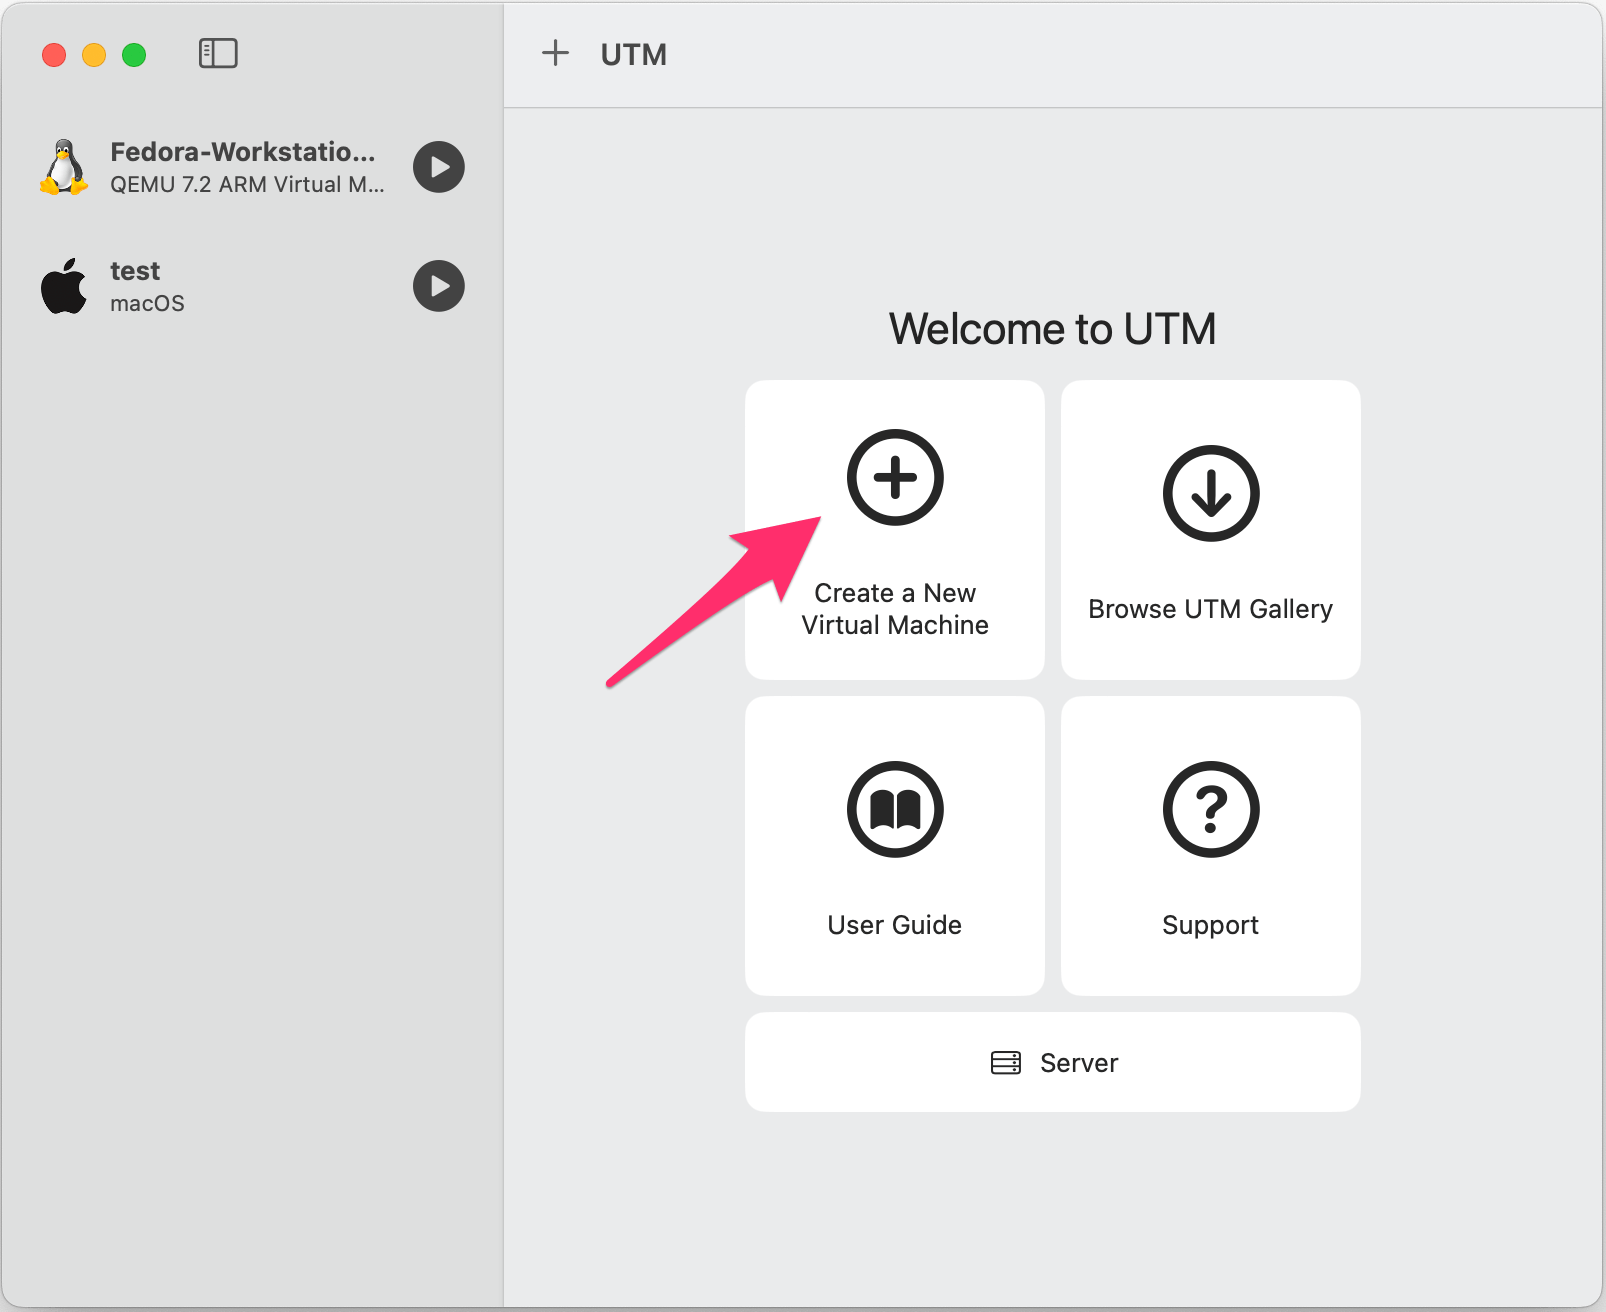 UTM
Fedora-Workstatio...
QEMU 7.2 ARM Virtual M...
test
macOS
Welcome to UTM
Create a New
Virtual Machine
Browse UTM Gallery
User Guide
Support
Server